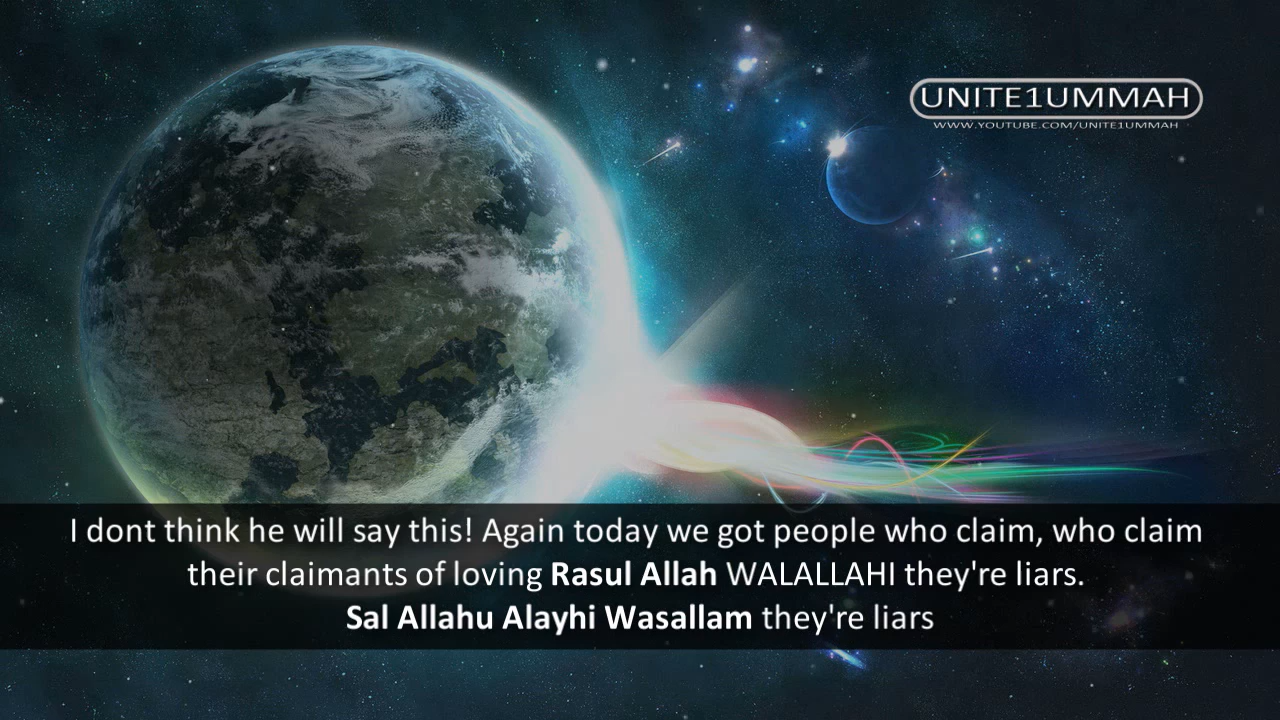 UNITE1UMMAH
WWW.YOUTUBE.COM/UNITE1UMMAH
I dont think he will say this! Again today we got people who claim, who claim
their claimants of loving Rasul Allah WALALLAHI they're liars.
Sal Allahu Alayhi Wasallam they're liars